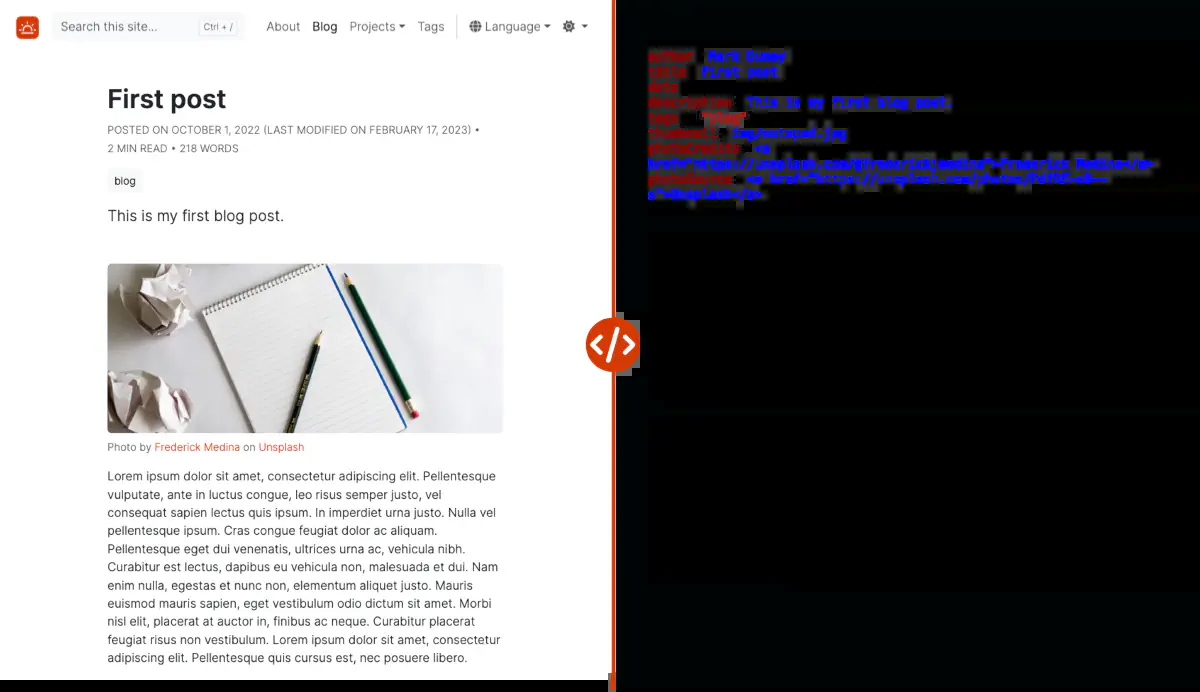 Search this site... Ctrl + / About Blog Projects Tags Language
First post
POSTED ON OCTOBER 1, 2022 (LAST MODIFIED ON FEBRUARY 17, 2023) •
2 MIN READ • 218 WORDS
blog
This is my first blog post.
Photo by Frederick Medina on Unsplash
Lorem ipsum dolor sit amet, consectetur adipiscing elit. Pellentesque
vulputate, ante in luctus congue, leo risus semper justo, vel
consequat sapien lectus quis ipsum. In imperdiet urna justo. Nulla vel
pellentesque ipsum. Cras congue feugiat dolor ac aliquam.
Pellentesque eget dui venenatis, ultrices urna ac, vehicula nibh.
Curabitur est lectus, dapibus eu vehicula non, malesuada et dui. Nam
enim nulla, egestas et nunc non, elementum aliquet justo. Mauris
euismod mauris sapien, eget vestibulum odio dictum sit amet. Morbi
nisl elit, placerat at auctor in, finibus ac neque. Curabitur placerat
feugiat risus non vestibulum. Lorem ipsum dolor sit amet, consectetur
adipiscing elit. Pellentesque quis cursus est, nec posuere libero.
</>
author Mark Dumay
title First post
date
description This is my first blog post.
tags "blog"
thumbnail img/notepad.jpg
photoCredits <a
href="https://unsplash.com/@frederickjmedina">Frederick Medina</a>
photoSource <a href="https://unsplash.com/photos/
">Unsplash</a>